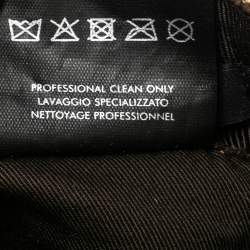 PROFESSIONAL CLEAN ONLY
LAVAGGIO SPECIALIZZATO
NETTOYAGE PROFESSIONNEL